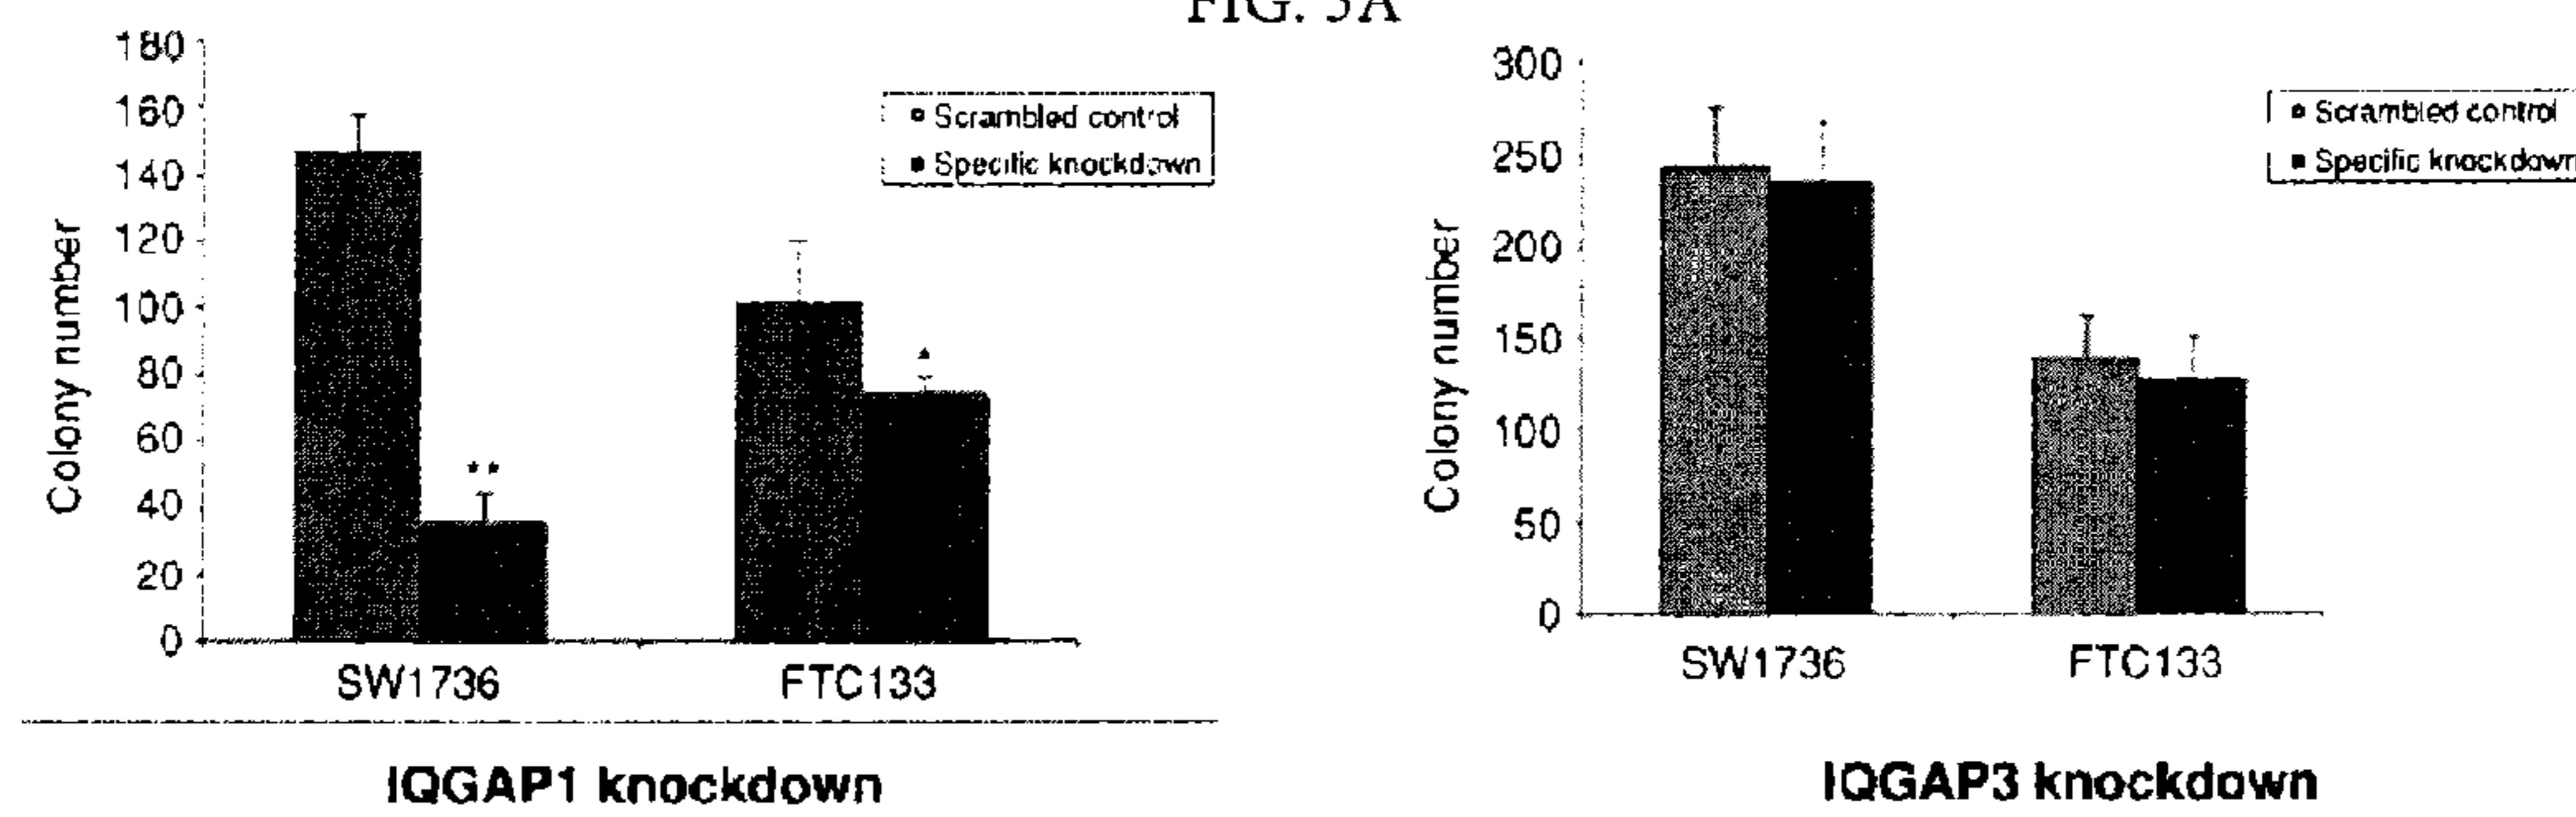 FIG. 5A
180
160
140
120
100
80
60
40
20
0
Colony number
Scrambled control
Specific knockdown
**
*
SW1736 FTC133
IQGAP1 knockdown
300
250
200
150
100
50
0
Colony number
Scrambled control
Specific knockdown
SW1736 FTC133
IQGAP3 knockdown